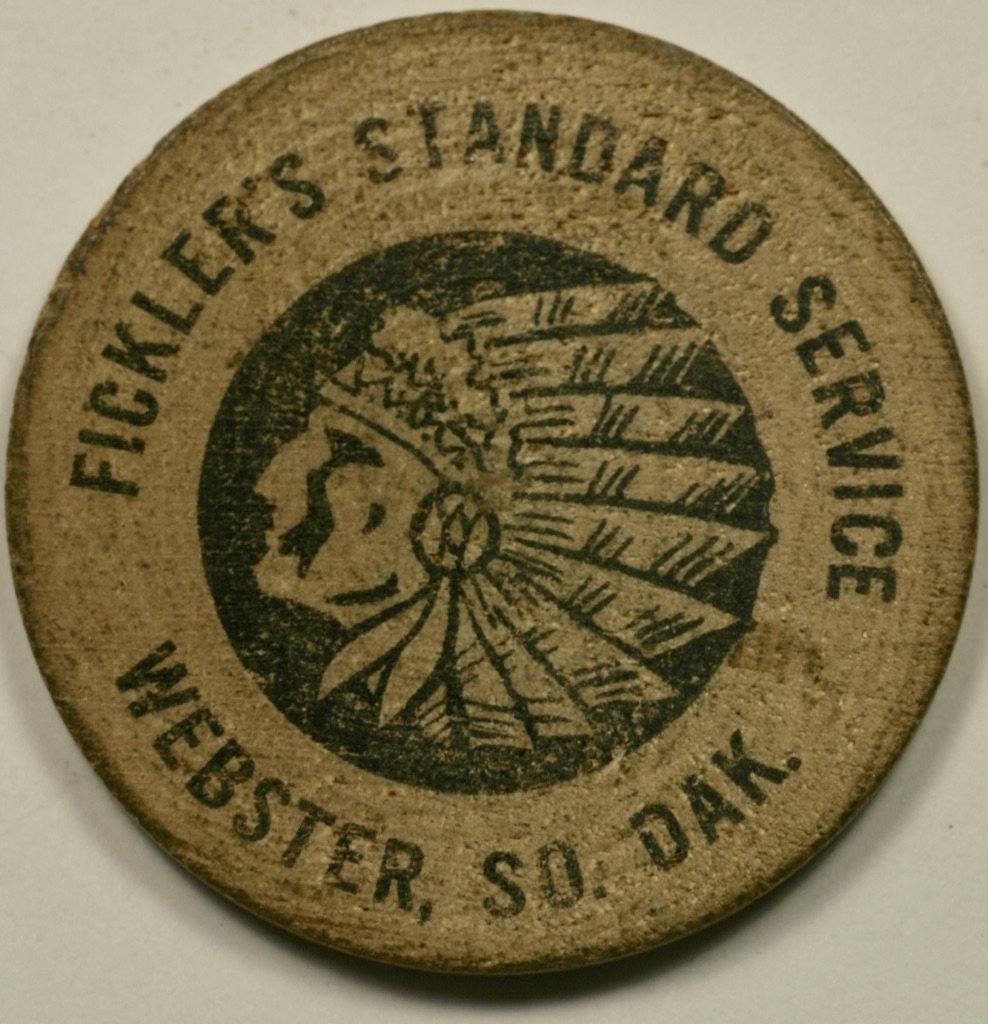 FICKLER'S STANDARD SERVICE
WEBSTER, SO. DAK.